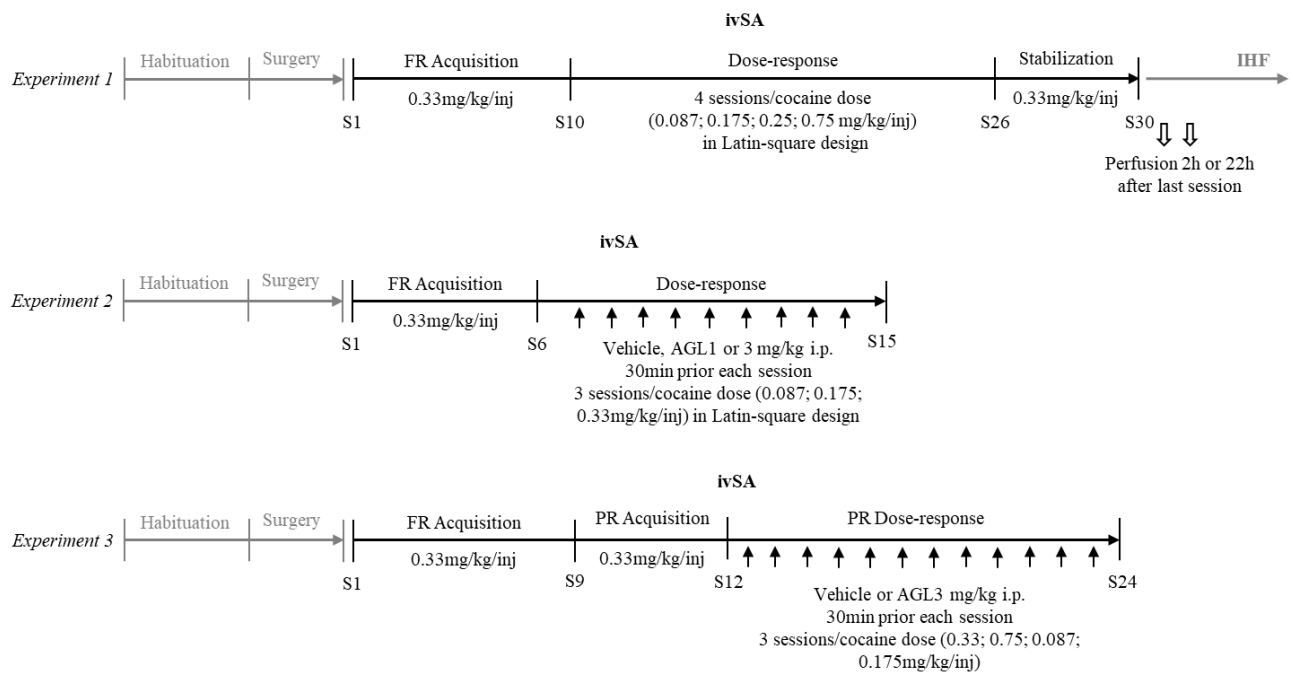 ivSA
Experiment 1
Habituation
Surgery
FR Acquisition
Dose-response
Stabilization
IHF
0.33mg/kg/inj
4 sessions/cocaine dose
(0.087; 0.175; 0.25; 0.75 mg/kg/inj)
in Latin-square design
0.33mg/kg/inj
S1
S10
S26
S30
Perfusion 2h or 22h
after last session
ivSA
Experiment 2
Habituation
Surgery
FR Acquisition
Dose-response
0.33mg/kg/inj
S1
S6
S15
Vehicle, AGL1 or 3 mg/kg i.p.
30min prior each session
3 sessions/cocaine dose (0.087; 0.175;
0.33mg/kg/inj) in Latin-square design
ivSA
Experiment 3
Habituation
Surgery
FR Acquisition
PR Acquisition
PR Dose-response
0.33mg/kg/inj
0.33mg/kg/inj
S1
S9
S12
S24
Vehicle or AGL3 mg/kg i.p.
30min prior each session
3 sessions/cocaine dose (0.33; 0.75; 0.087;
0.175mg/kg/inj)